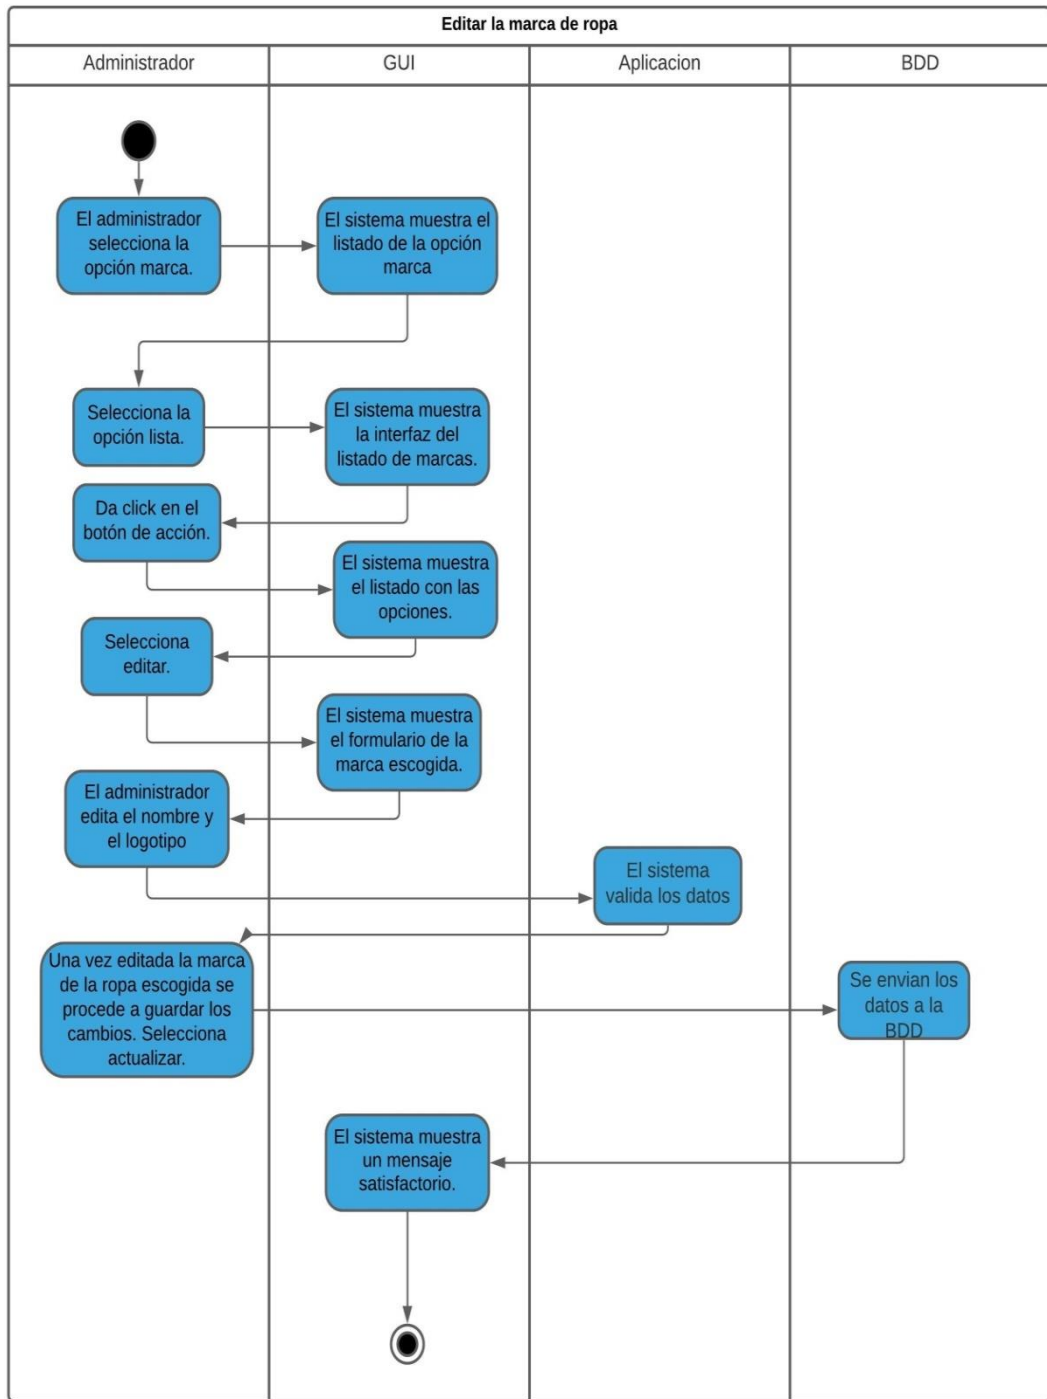 Editar la marca de ropa
Administrador
GUI
Aplicacion
BDD
El administrador
selecciona la
opción marca.
El sistema muestra el
listado de la opción
marca
Selecciona la
opción lista.
El sistema muestra
la interfaz del
listado de marcas.
Da click en el
botón de acción.
El sistema muestra
el listado con las
opciones.
Selecciona
editar.
El sistema muestra
el formulario de la
marca escogida.
El administrador
edita el nombre y
el logotipo
El sistema
valida los datos
Una vez editada la marca
de la ropa escogida se
procede a guardar los
cambios. Selecciona
actualizar.
Se envian los
datos a la
BDD
El sistema muestra
un mensaje
satisfactorio.